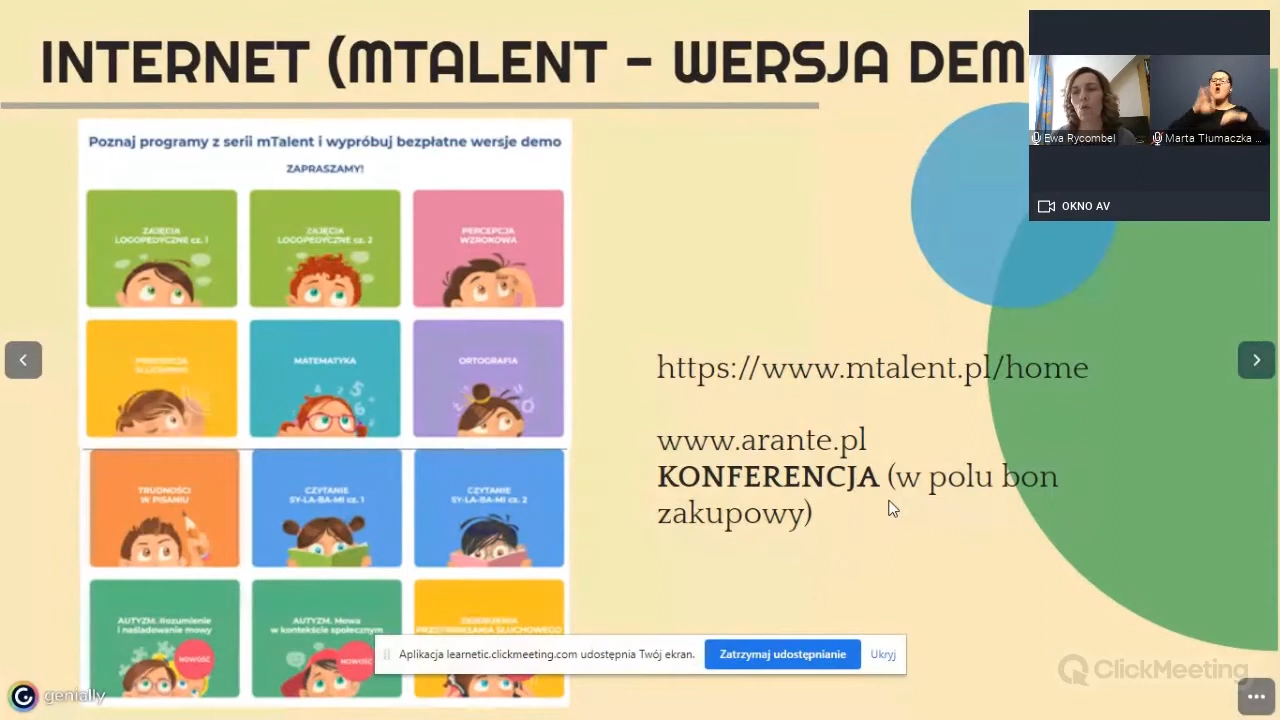 INTERNET (MTALENT - WERSJA DEM
Ewa Rycombel
Marta Tłumaczka ...
OKNO AV
Poznaj programy z serii mTalent i wypróbuj bezpłatne wersje demo
ZAPRASZAMY!
ZAJĘCIA
LOGOPEDYCZNE cz. 1
ZAJĘCIA
LOGOPEDYCZNE cz. 2
PERCEPCJA
WZROKOWA
PERCEPCJA
SŁUCHOWA
MATEMATYKA
ORTOGRAFIA
TRUDNOŚCI
W PISANIU
CZYTANIE
SY-LA-BA-MI cz. 1
CZYTANIE
SY-LA-BA-MI cz. 2
AUTYZM. Rozumienie
i naśladowanie mowy
NOWOŚĆ
AUTYZM. Mowa
w kontekście społecznym
NOWOŚĆ
https://www.mtalent.pl/home
www.arante.pl
KONFERENCJA (w polu bon
zakupowy)
Aplikacja learnetic.clickmeeting.com udostępnia Twój ekran.
Zatrzymaj udostępnianie
Ukryj
genially
ClickMeeting